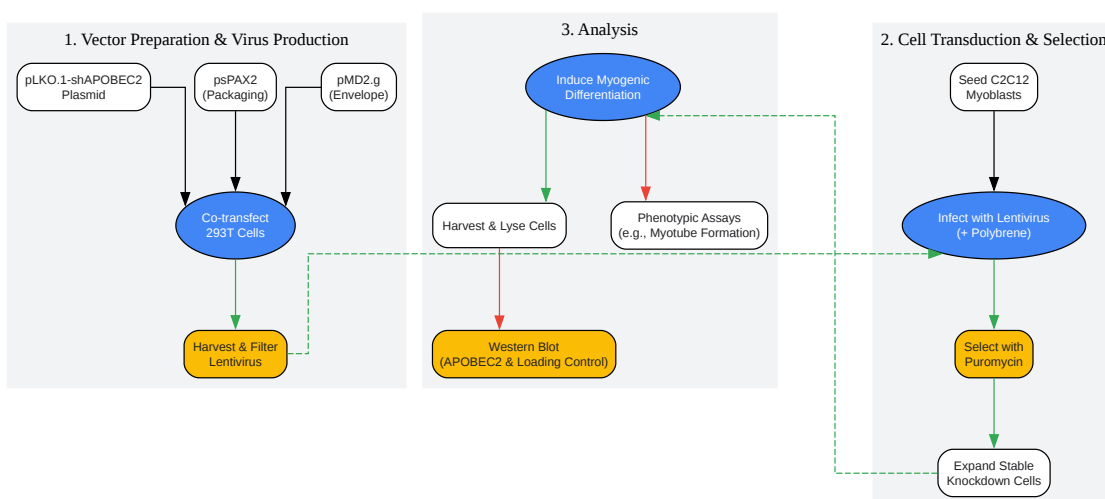 1. Vector Preparation & Virus Production
pLKO.1-shAPOBEC2
Plasmid
psPAX2
(Packaging)
pMD2.g
(Envelope)
Co-transfect
293T Cells
Harvest & Filter
Lentivirus
3. Analysis
Induce Myogenic
Differentiation
Harvest & Lyse Cells
Phenotypic Assays
(e.g., Myotube Formation)
Western Blot
(APOBEC2 & Loading Control)
2. Cell Transduction & Selection
Seed C2C12
Myoblasts
Infect with Lentivirus
(+ Polybrene)
Select with
Puromycin
Expand Stable
Knockdown Cells